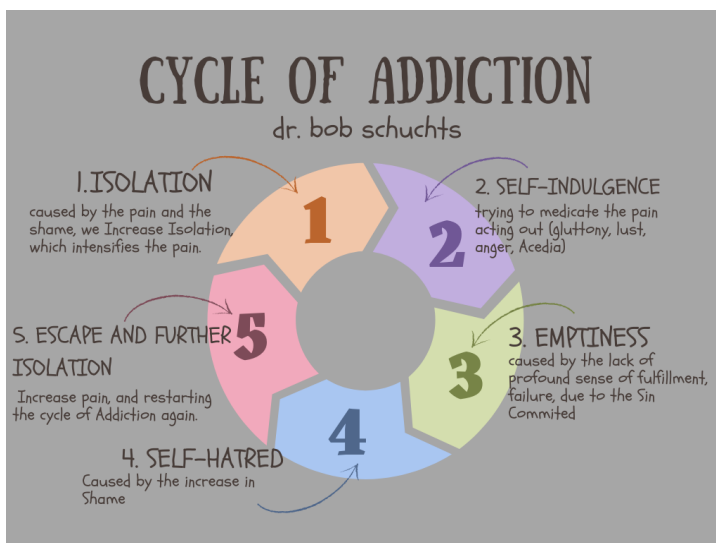 CYCLE OF ADDICTION
dr. bob schuchts
1.ISOLATION
caused by the pain and the
shame, we Increase Isolation,
which intensifies the pain.
1
2. SELF-INDULGENCE
trying to medicate the pain
acting out (gluttony, lust,
anger, Acedia)
2
3. EMPTINESS
caused by the lack of
profound sense of fulfillment,
failure, due to the Sin
Commited
3
4. SELF-HATRED
Caused by the increase in
Shame
4
5. ESCAPE AND FURTHER
ISOLATION
Increase pain, and restarting
the cycle of Addiction again.
5